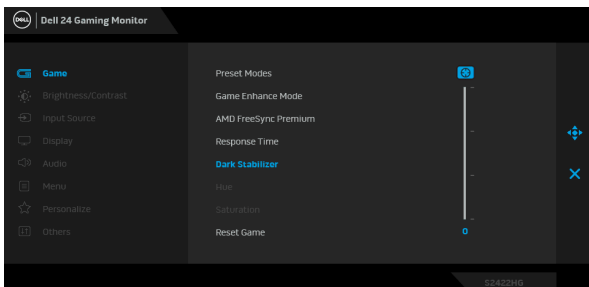 DELL
Dell 24 Gaming Monitor
Game
Brightness/Contrast
Input Source
Display
Audio
Menu
Personalize
Others
Preset Modes
Game Enhance Mode
AMD FreeSync Premium
Response Time
Dark Stabilizer
Hue
Saturation
Reset Game
0
S2422HG